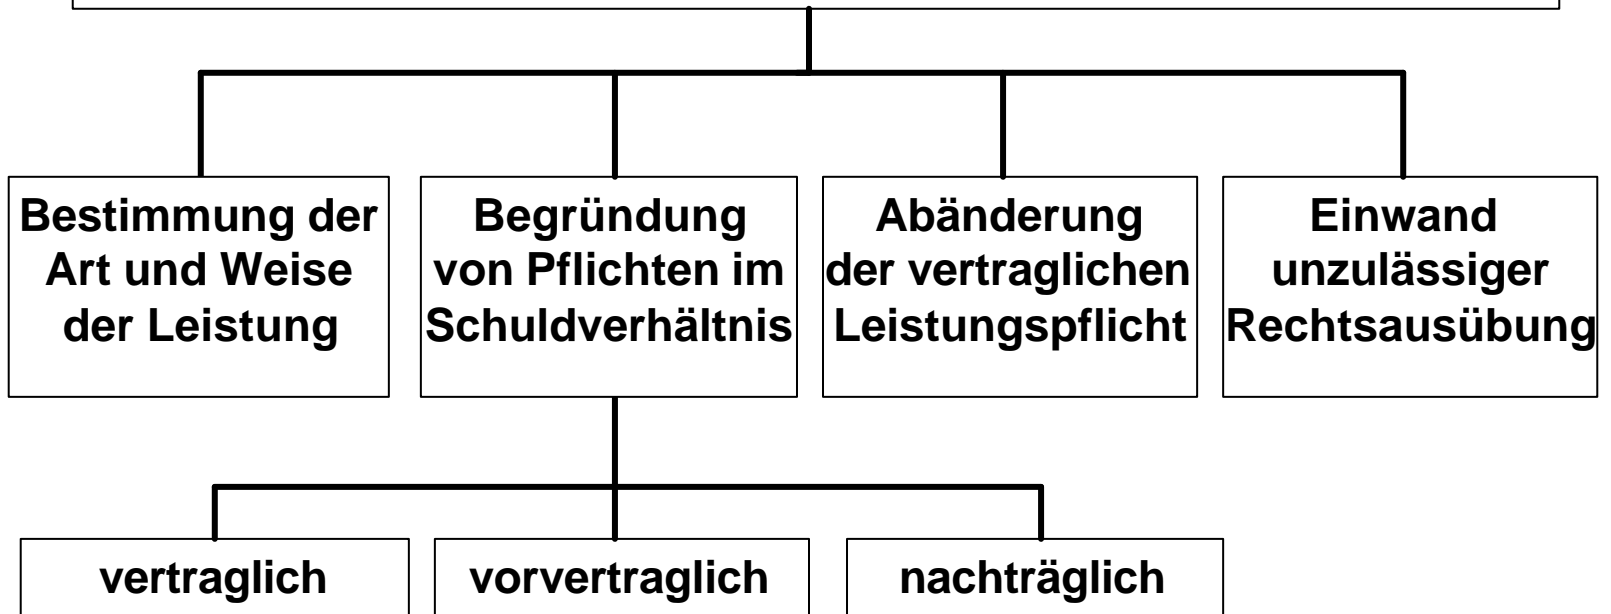 Bestimmung der
Art und Weise
der Leistung
Begründung
von Pflichten im
Schuldverhältnis
Abänderung
der vertraglichen
Leistungspflicht
Einwand
unzulässiger
Rechtsausübung
vertraglich
vorvertraglich
nachträglich